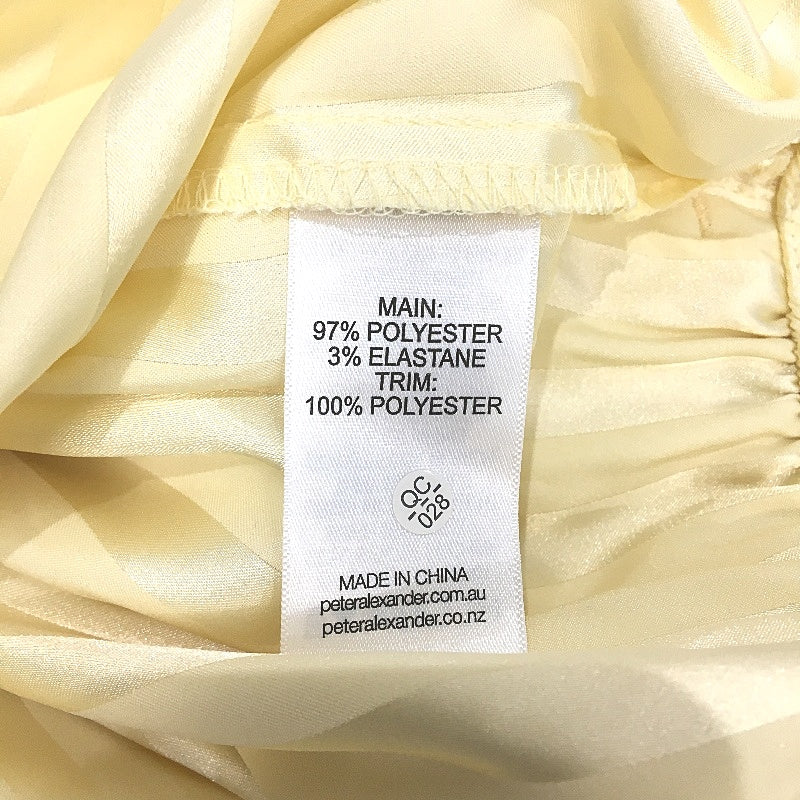 MAIN:
97% POLYESTER
3% ELASTANE
TRIM:
100% POLYESTER
QC
028
MADE IN CHINA
peteralexander.com.au
peteralexander.co.nz